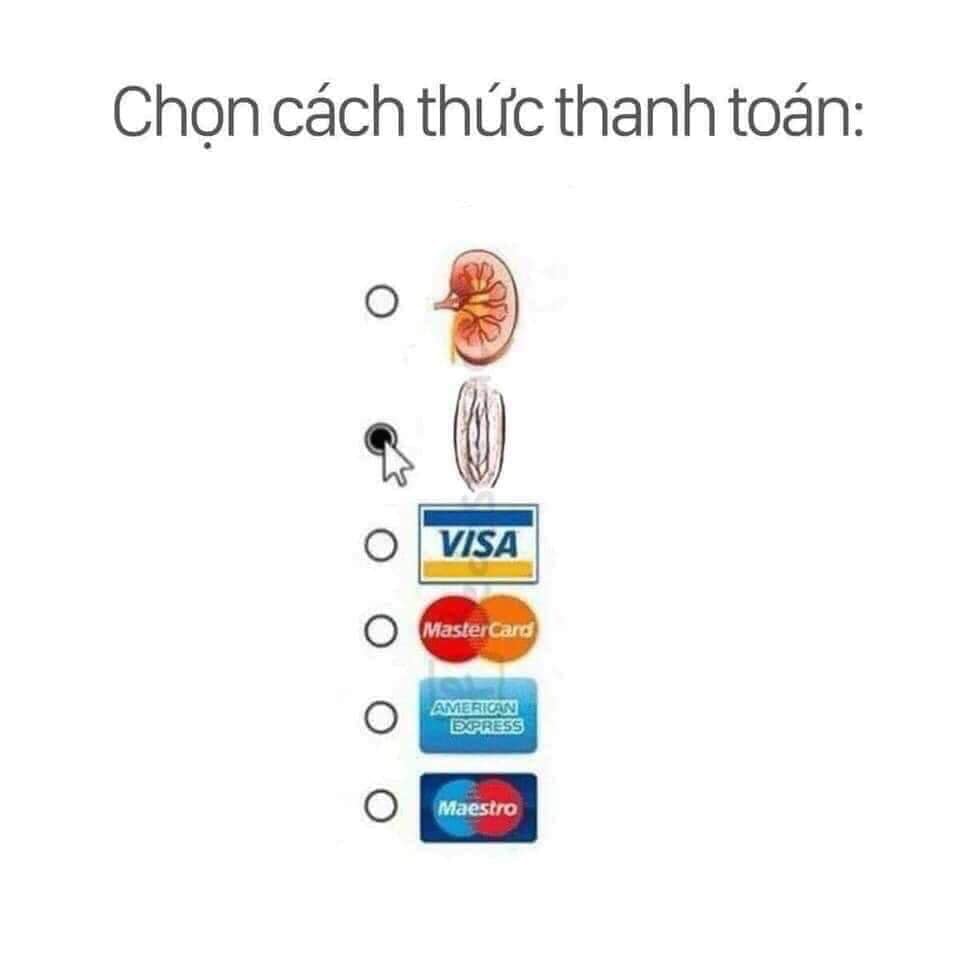 Chọn cách thức thanh toán:
VISA
MasterCard
AMERICAN
EXPRESS
Maestro